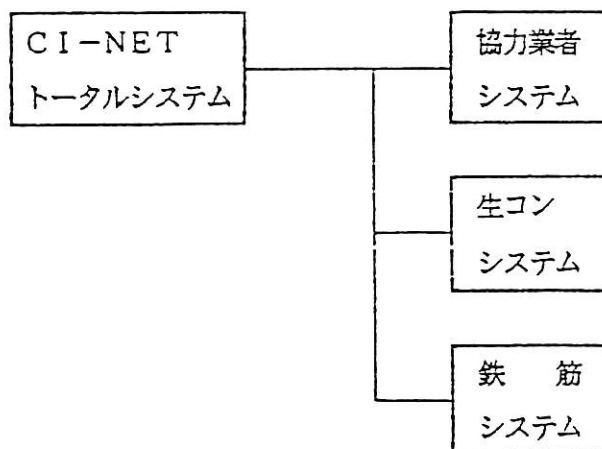 ＣＩ－ＮＥＴ
トータルシステム
協力業者
システム
生コン
システム
鉄　筋
システム